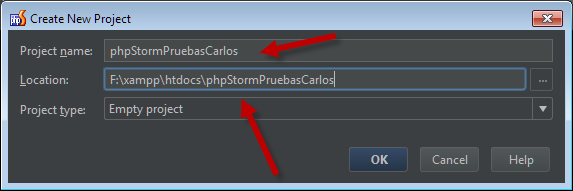 Create New Project
Project name: phpStormPruebasCarlos
Location: F:\xampp\htdocs\phpStormPruebasCarlos ...
Project type: Empty project
OK Cancel Help